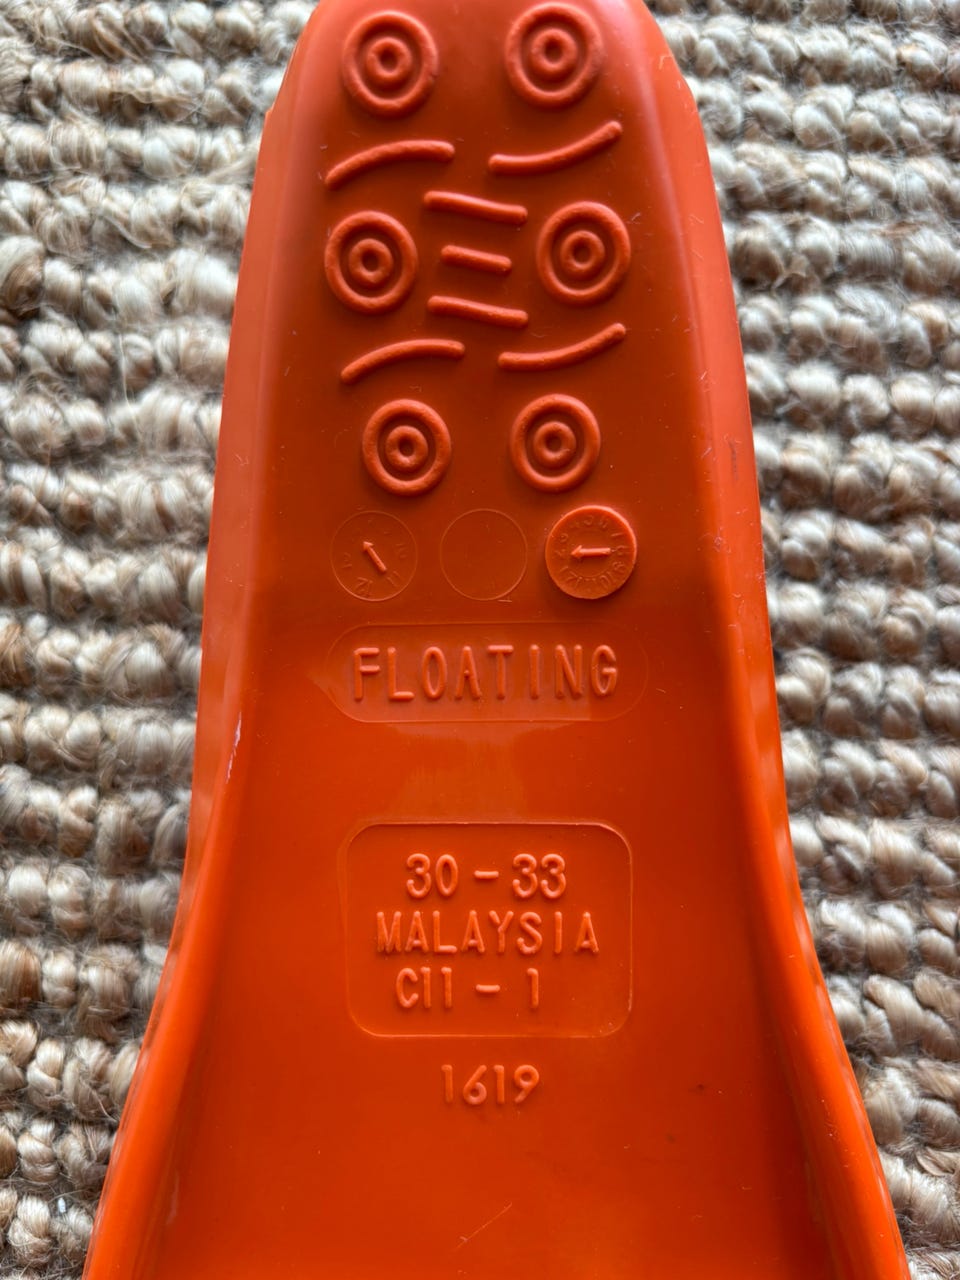 FLOATING
30 - 33
MALAYSIA
C11 - 1
1619